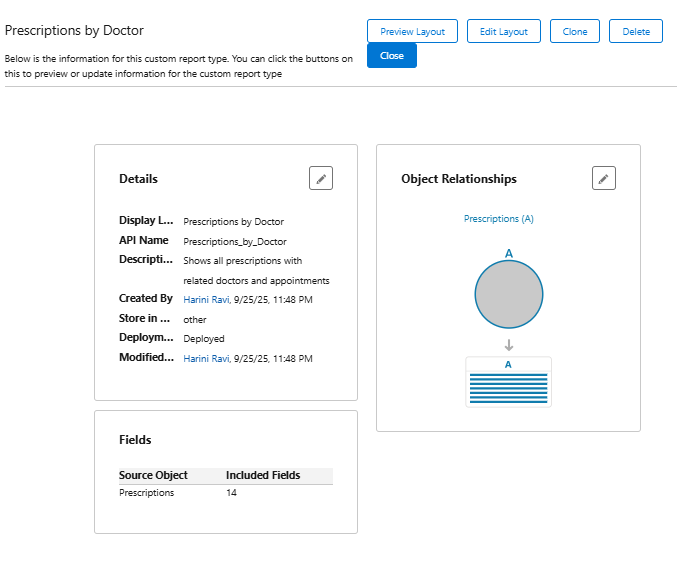 Prescriptions by Doctor
Preview Layout
Edit Layout
Clone
Delete
Close
Below is the information for this custom report type. You can click the buttons on
this to preview or update information for the custom report type
Details
Display L... Prescriptions by Doctor
API Name Prescriptions_by_Doctor
Descripti... Shows all prescriptions with
related doctors and appointments
Created By Harini Ravi, 9/25/25, 11:48 PM
Store in ... other
Deploym... Deployed
Modified... Harini Ravi, 9/25/25, 11:48 PM
Object Relationships
Prescriptions (A)
A
A
Fields
Source Object Included Fields
Prescriptions 14